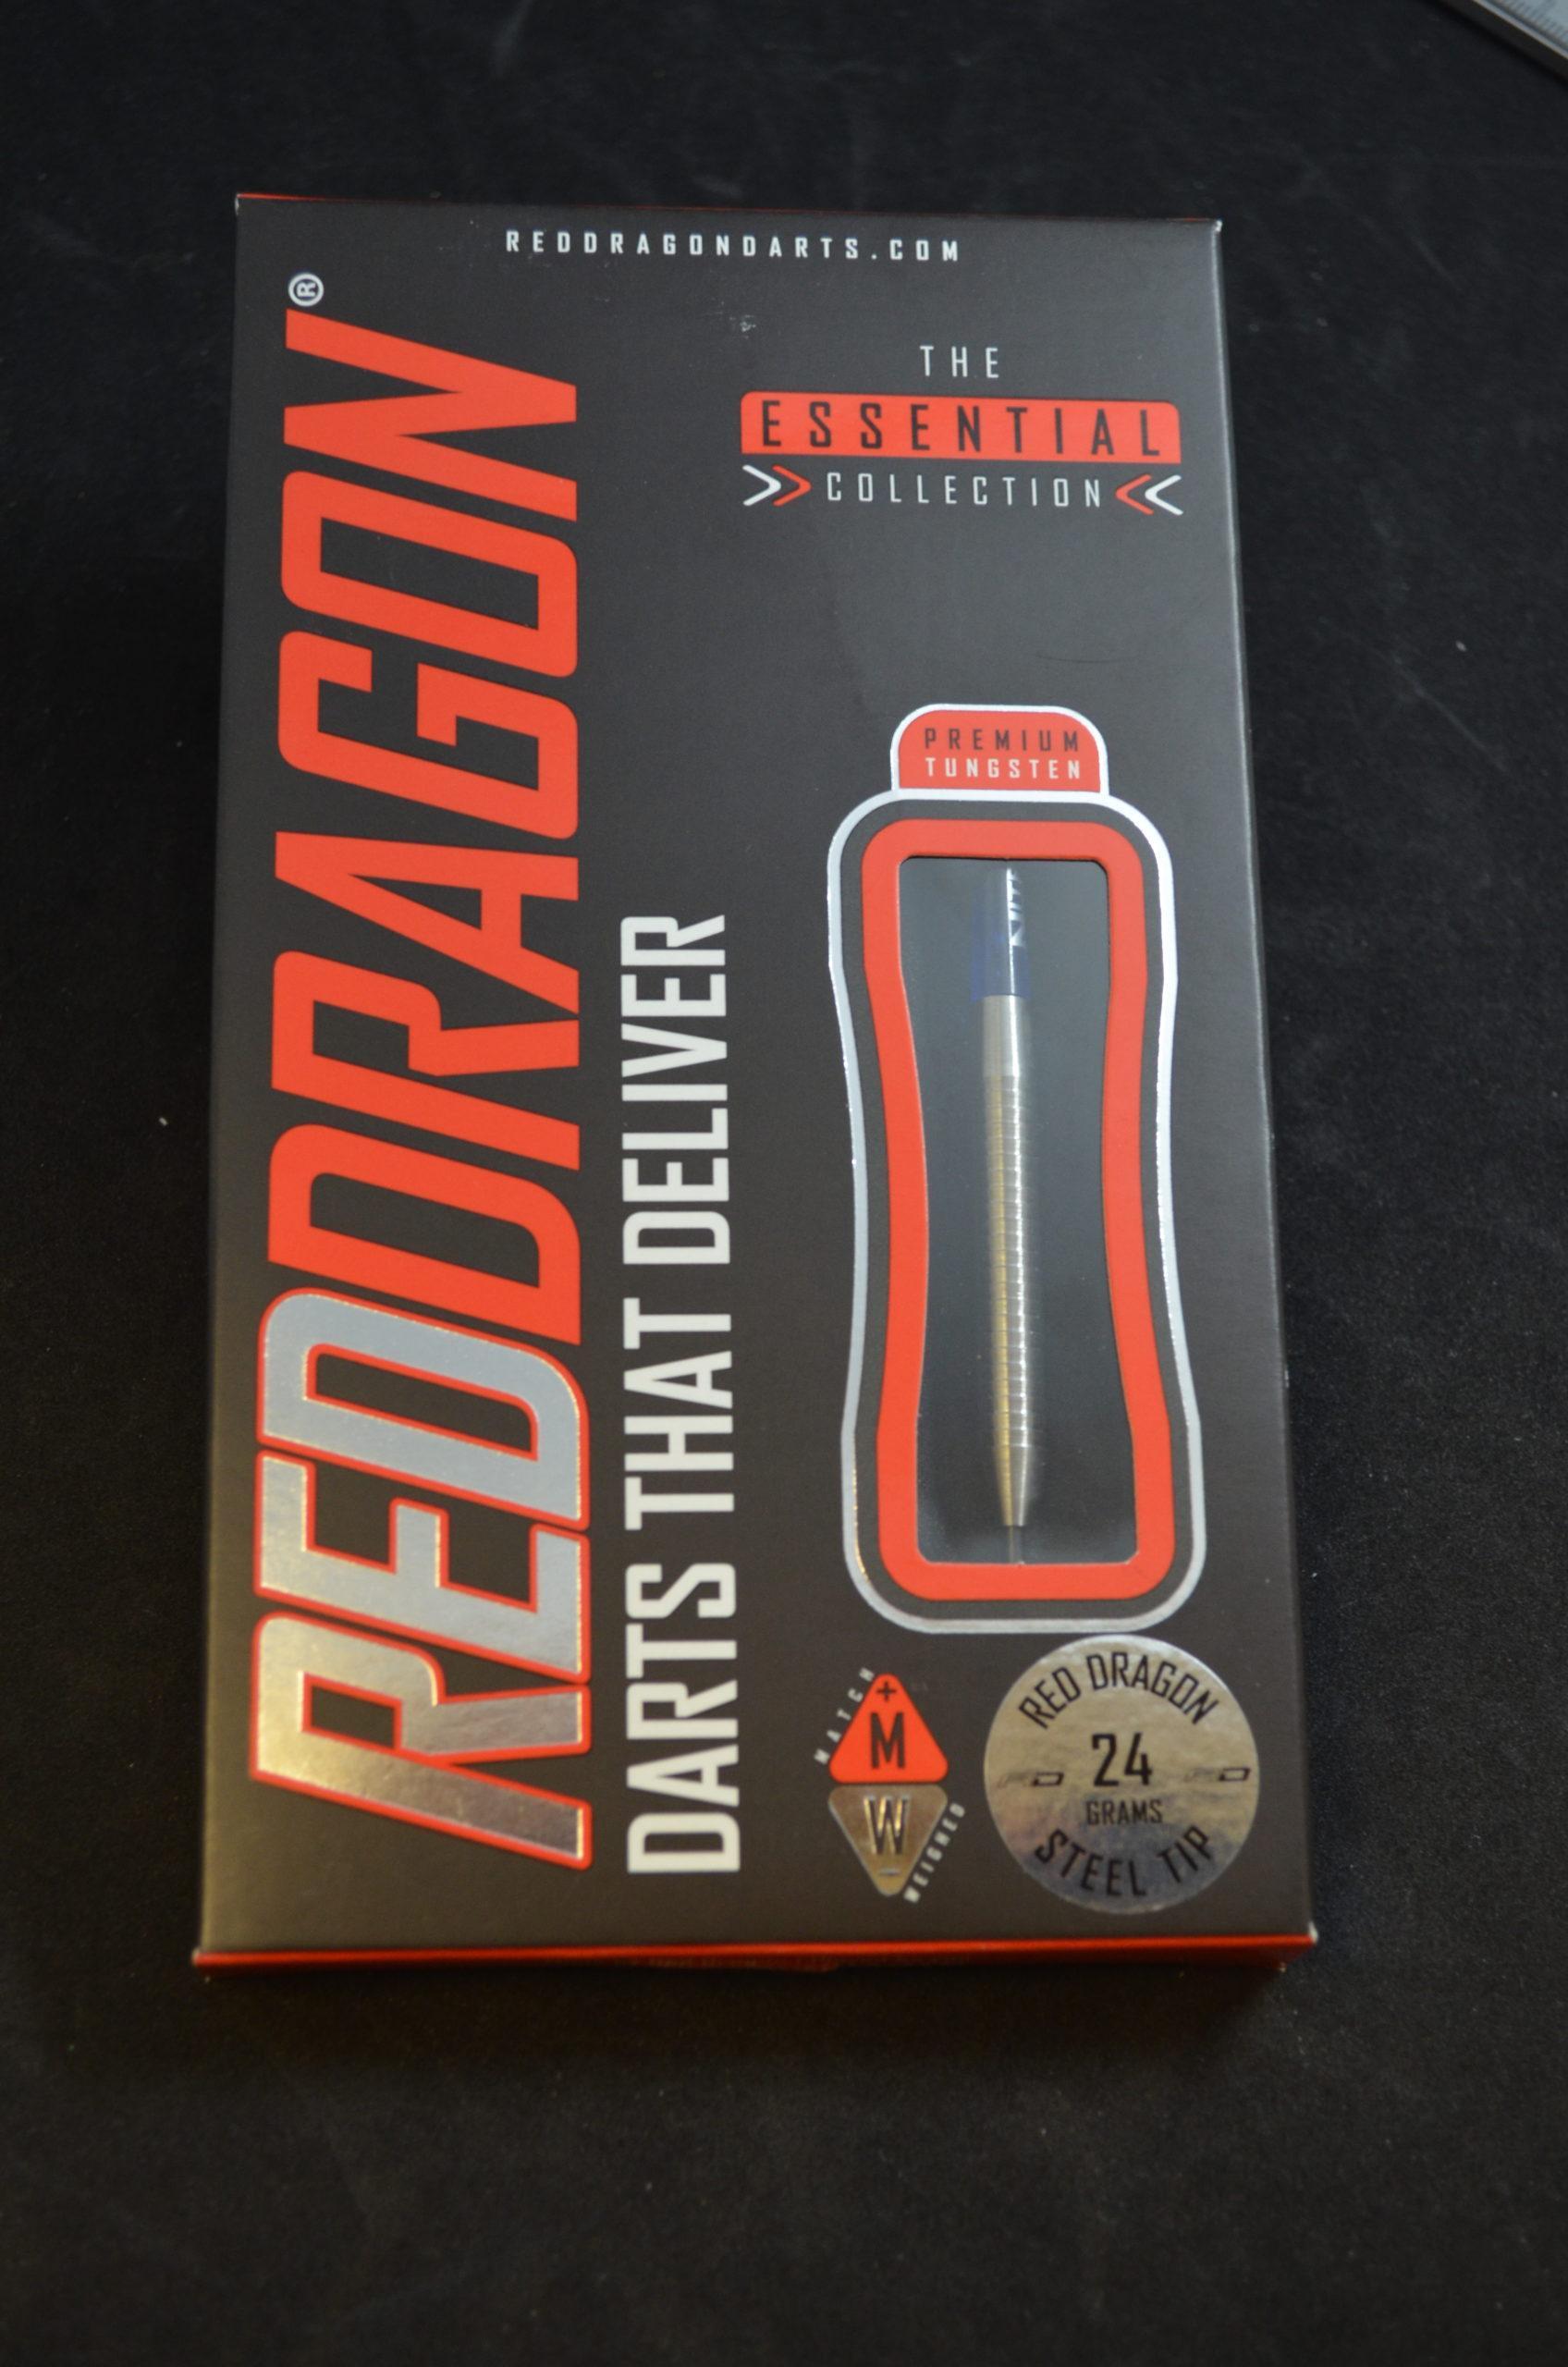 REDDRAGONDARTS.COM
REDDRAGON®
DARTS THAT DELIVER
THE
ESSENTIAL
COLLECTION
PREMIUM
TUNGSTEN
MATCH
+
M
W
-
WEIGHED
RED DRAGON
24
GRAMS
STEEL TIP